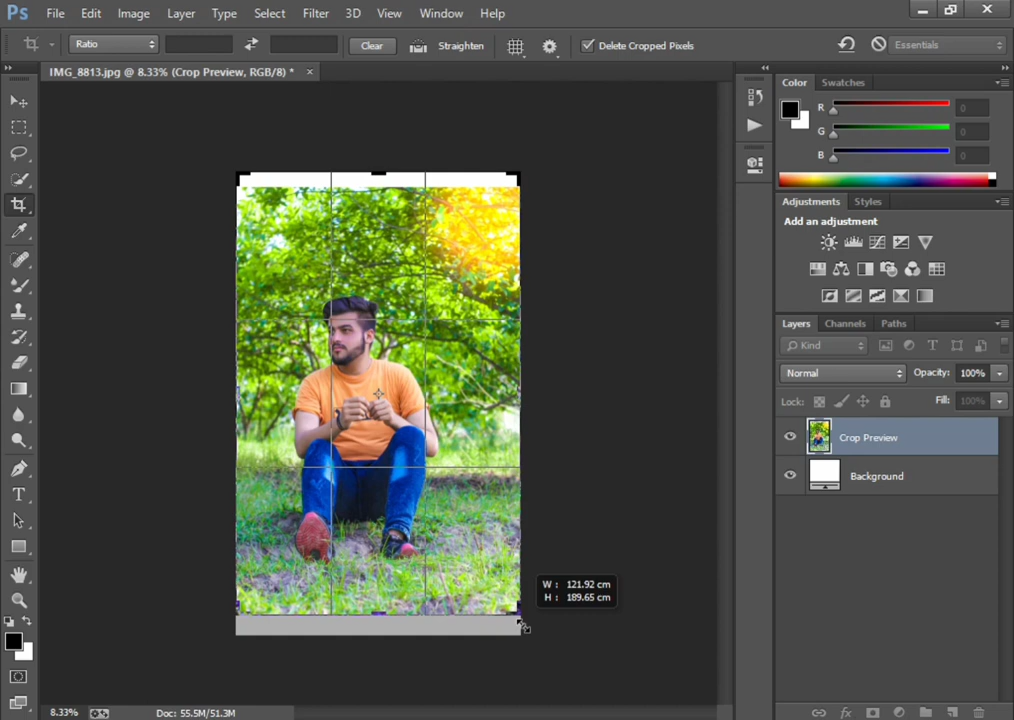 Ps File Edit Image Layer Type Select Filter 3D View Window Help
Ratio Clear Straighten Delete Cropped Pixels Essentials
IMG_8813.jpg @ 8.33% (Crop Preview, RGB/8) * ×
Color Swatches
R 0
G 0
B 0
Adjustments Styles
Add an adjustment
Layers Channels Paths
Kind
Normal Opacity: 100%
Lock: Fill: 100%
Crop Preview
Background
W : 121.92 cm
H : 189.65 cm
8.33% Doc: 55.5M/51.3M